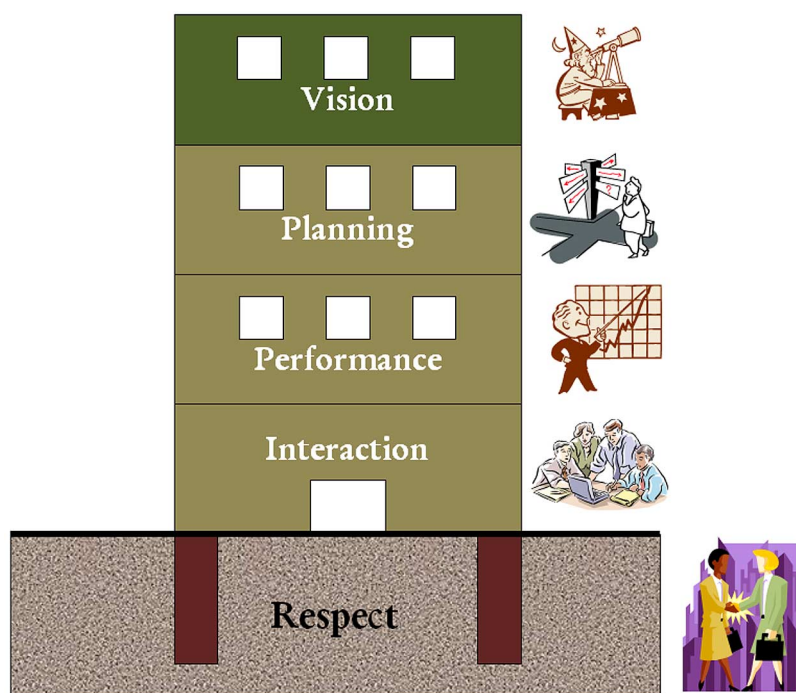 Vision
Planning
Performance
Interaction
Respect
?